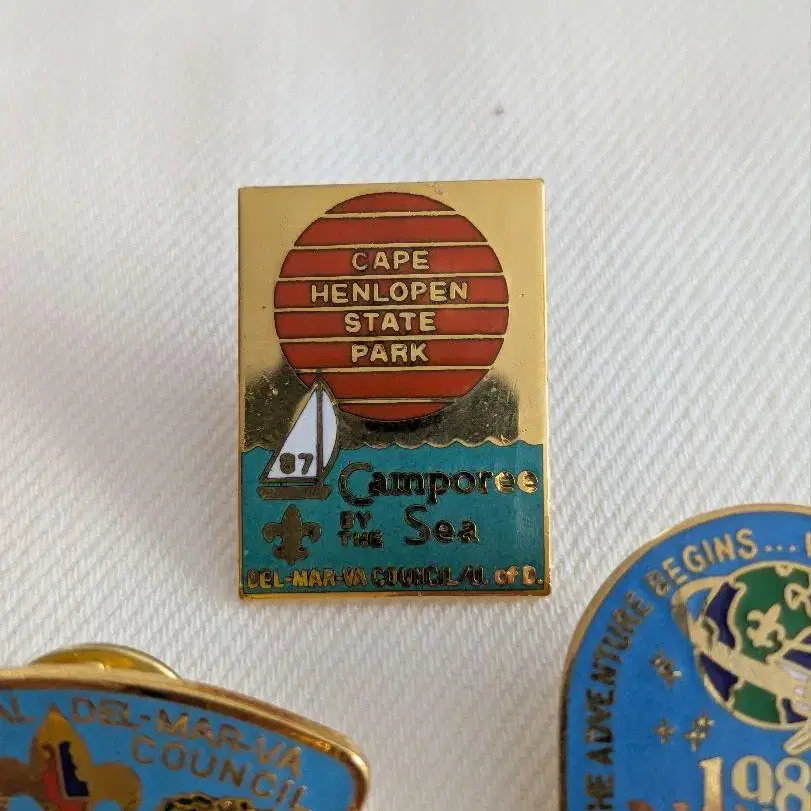 CAPE
HENLOPEN
STATE
PARK
87
Camporee
BY THE Sea
DEL-MAR-VA COUNCIL/U. of D.
DEL-MAR-VA
COUNCIL
THE ADVENTURE BEGINS...
198